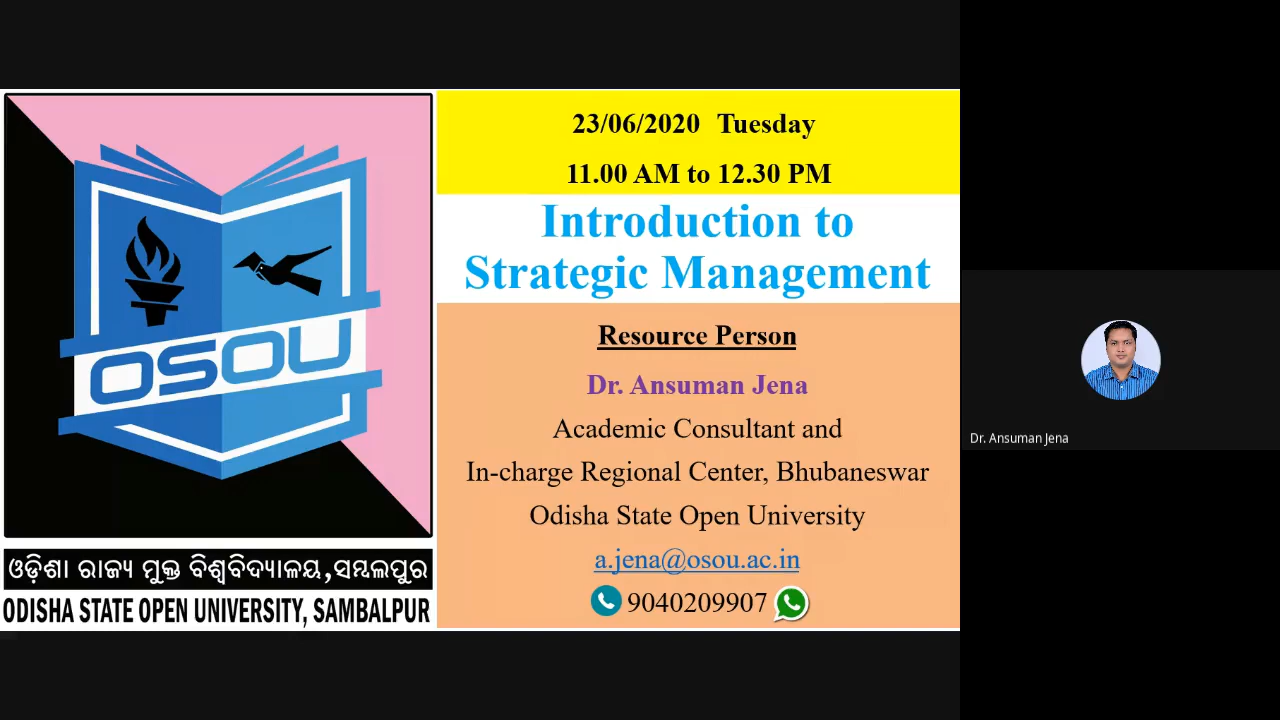 OSOU
ଓଡ଼ିଶା ରାଜ୍ୟ ମୁକ୍ତ ବିଶ୍ୱବିଦ୍ୟାଳୟ,ସମ୍ବଲପୁର
ODISHA STATE OPEN UNIVERSITY, SAMBALPUR
23/06/2020 Tuesday
11.00 AM to 12.30 PM
Introduction to
Strategic Management
Resource Person
Dr. Ansuman Jena
Academic Consultant and
In-charge Regional Center, Bhubaneswar
Odisha State Open University
a.jena@osou.ac.in
9040209907
Dr. Ansuman Jena